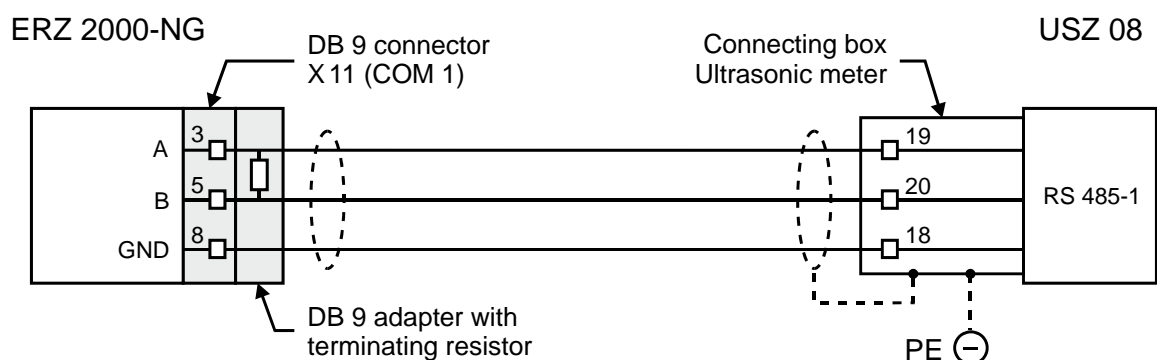 ERZ 2000-NG
USZ 08
DB 9 connector
X 11 (COM 1)
Connecting box
Ultrasonic meter
A
3
19
B
5
20
RS 485-1
GND
8
18
DB 9 adapter with
terminating resistor
PE